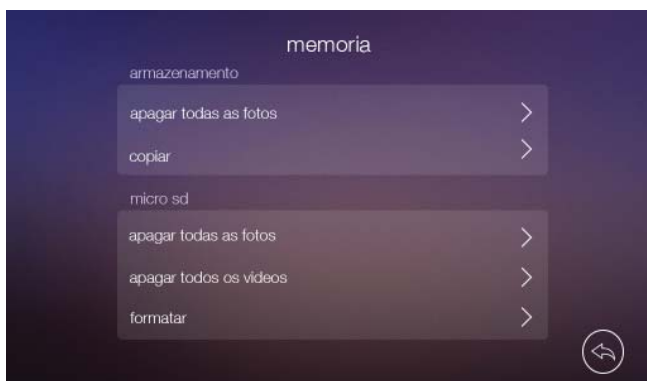 memoria
armazenamento
apagar todas as fotos
copiar
micro sd
apagar todas as fotos
apagar todos os videos
formatar